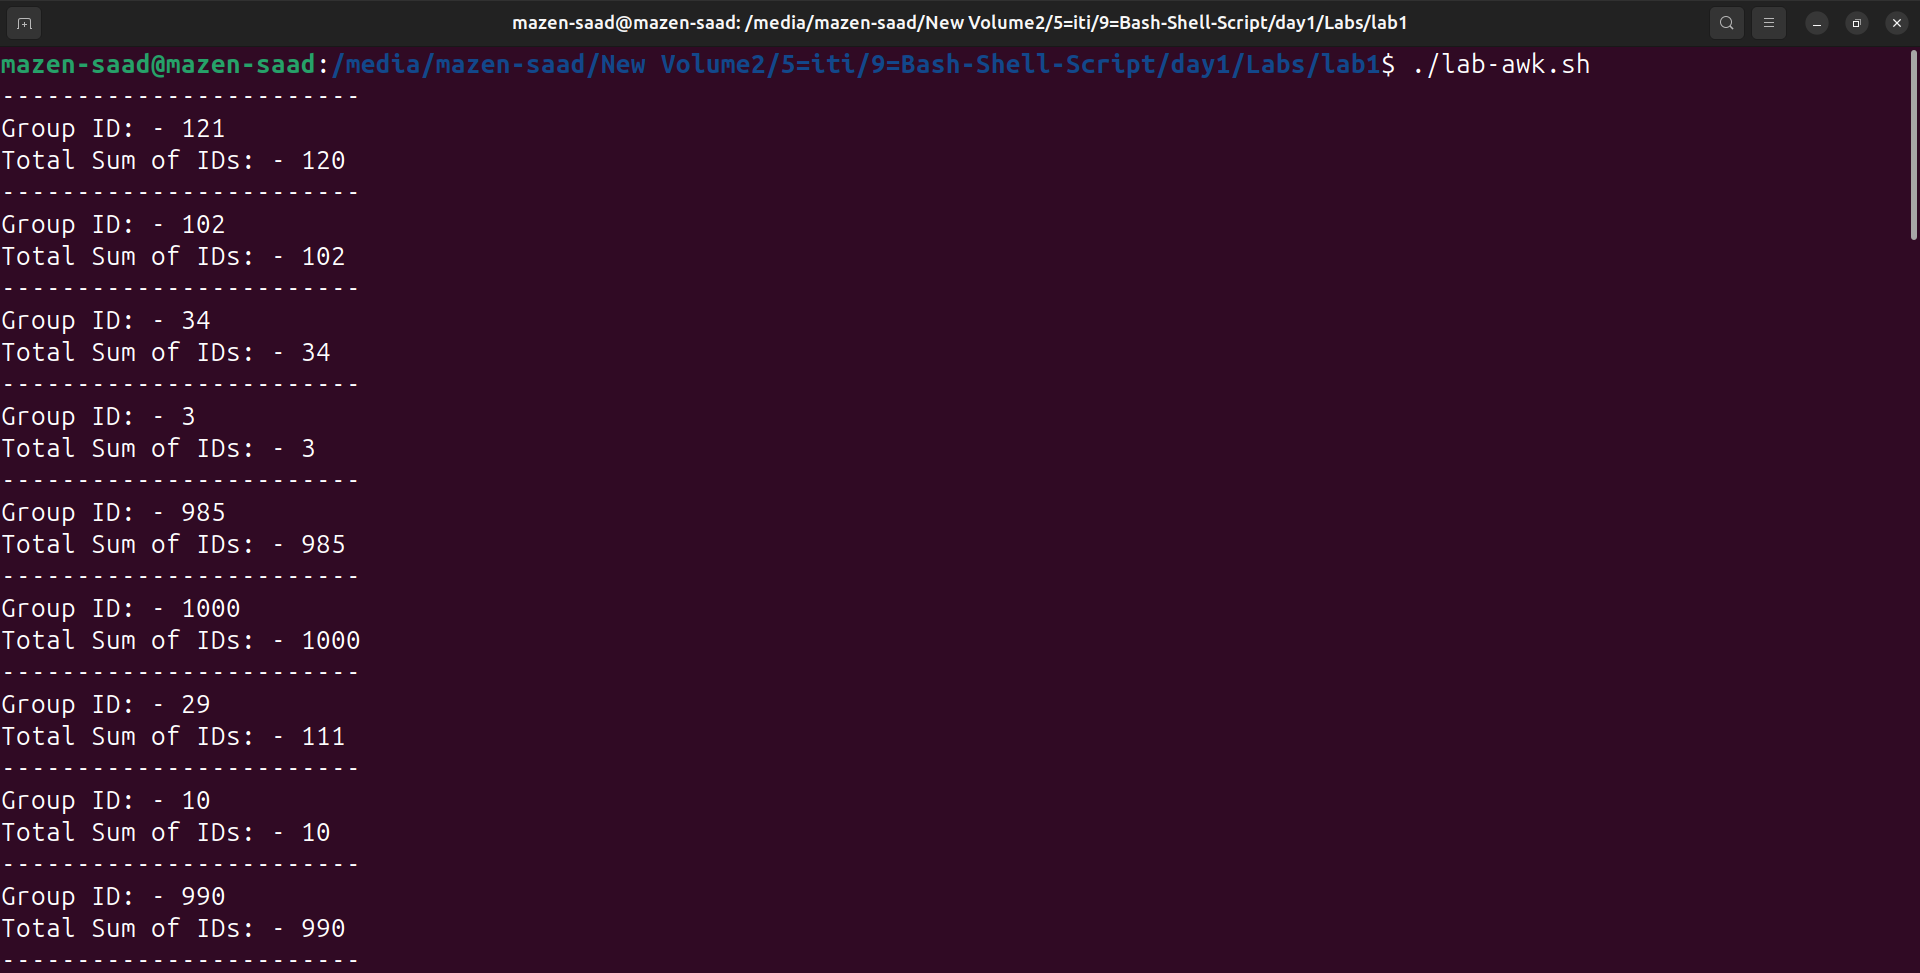 mazen-saad@mazen-saad: /media/mazen-saad/New Volume2/5=iti/9=Bash-Shell-Script/day1/Labs/lab1
mazen-saad@mazen-saad:/media/mazen-saad/New Volume2/5=iti/9=Bash-Shell-Script/day1/Labs/lab1$ ./lab-awk.sh
------------------------
Group ID: - 121
Total Sum of IDs: - 120
------------------------
Group ID: - 102
Total Sum of IDs: - 102
------------------------
Group ID: - 34
Total Sum of IDs: - 34
------------------------
Group ID: - 3
Total Sum of IDs: - 3
------------------------
Group ID: - 985
Total Sum of IDs: - 985
------------------------
Group ID: - 1000
Total Sum of IDs: - 1000
------------------------
Group ID: - 29
Total Sum of IDs: - 111
------------------------
Group ID: - 10
Total Sum of IDs: - 10
------------------------
Group ID: - 990
Total Sum of IDs: - 990
------------------------